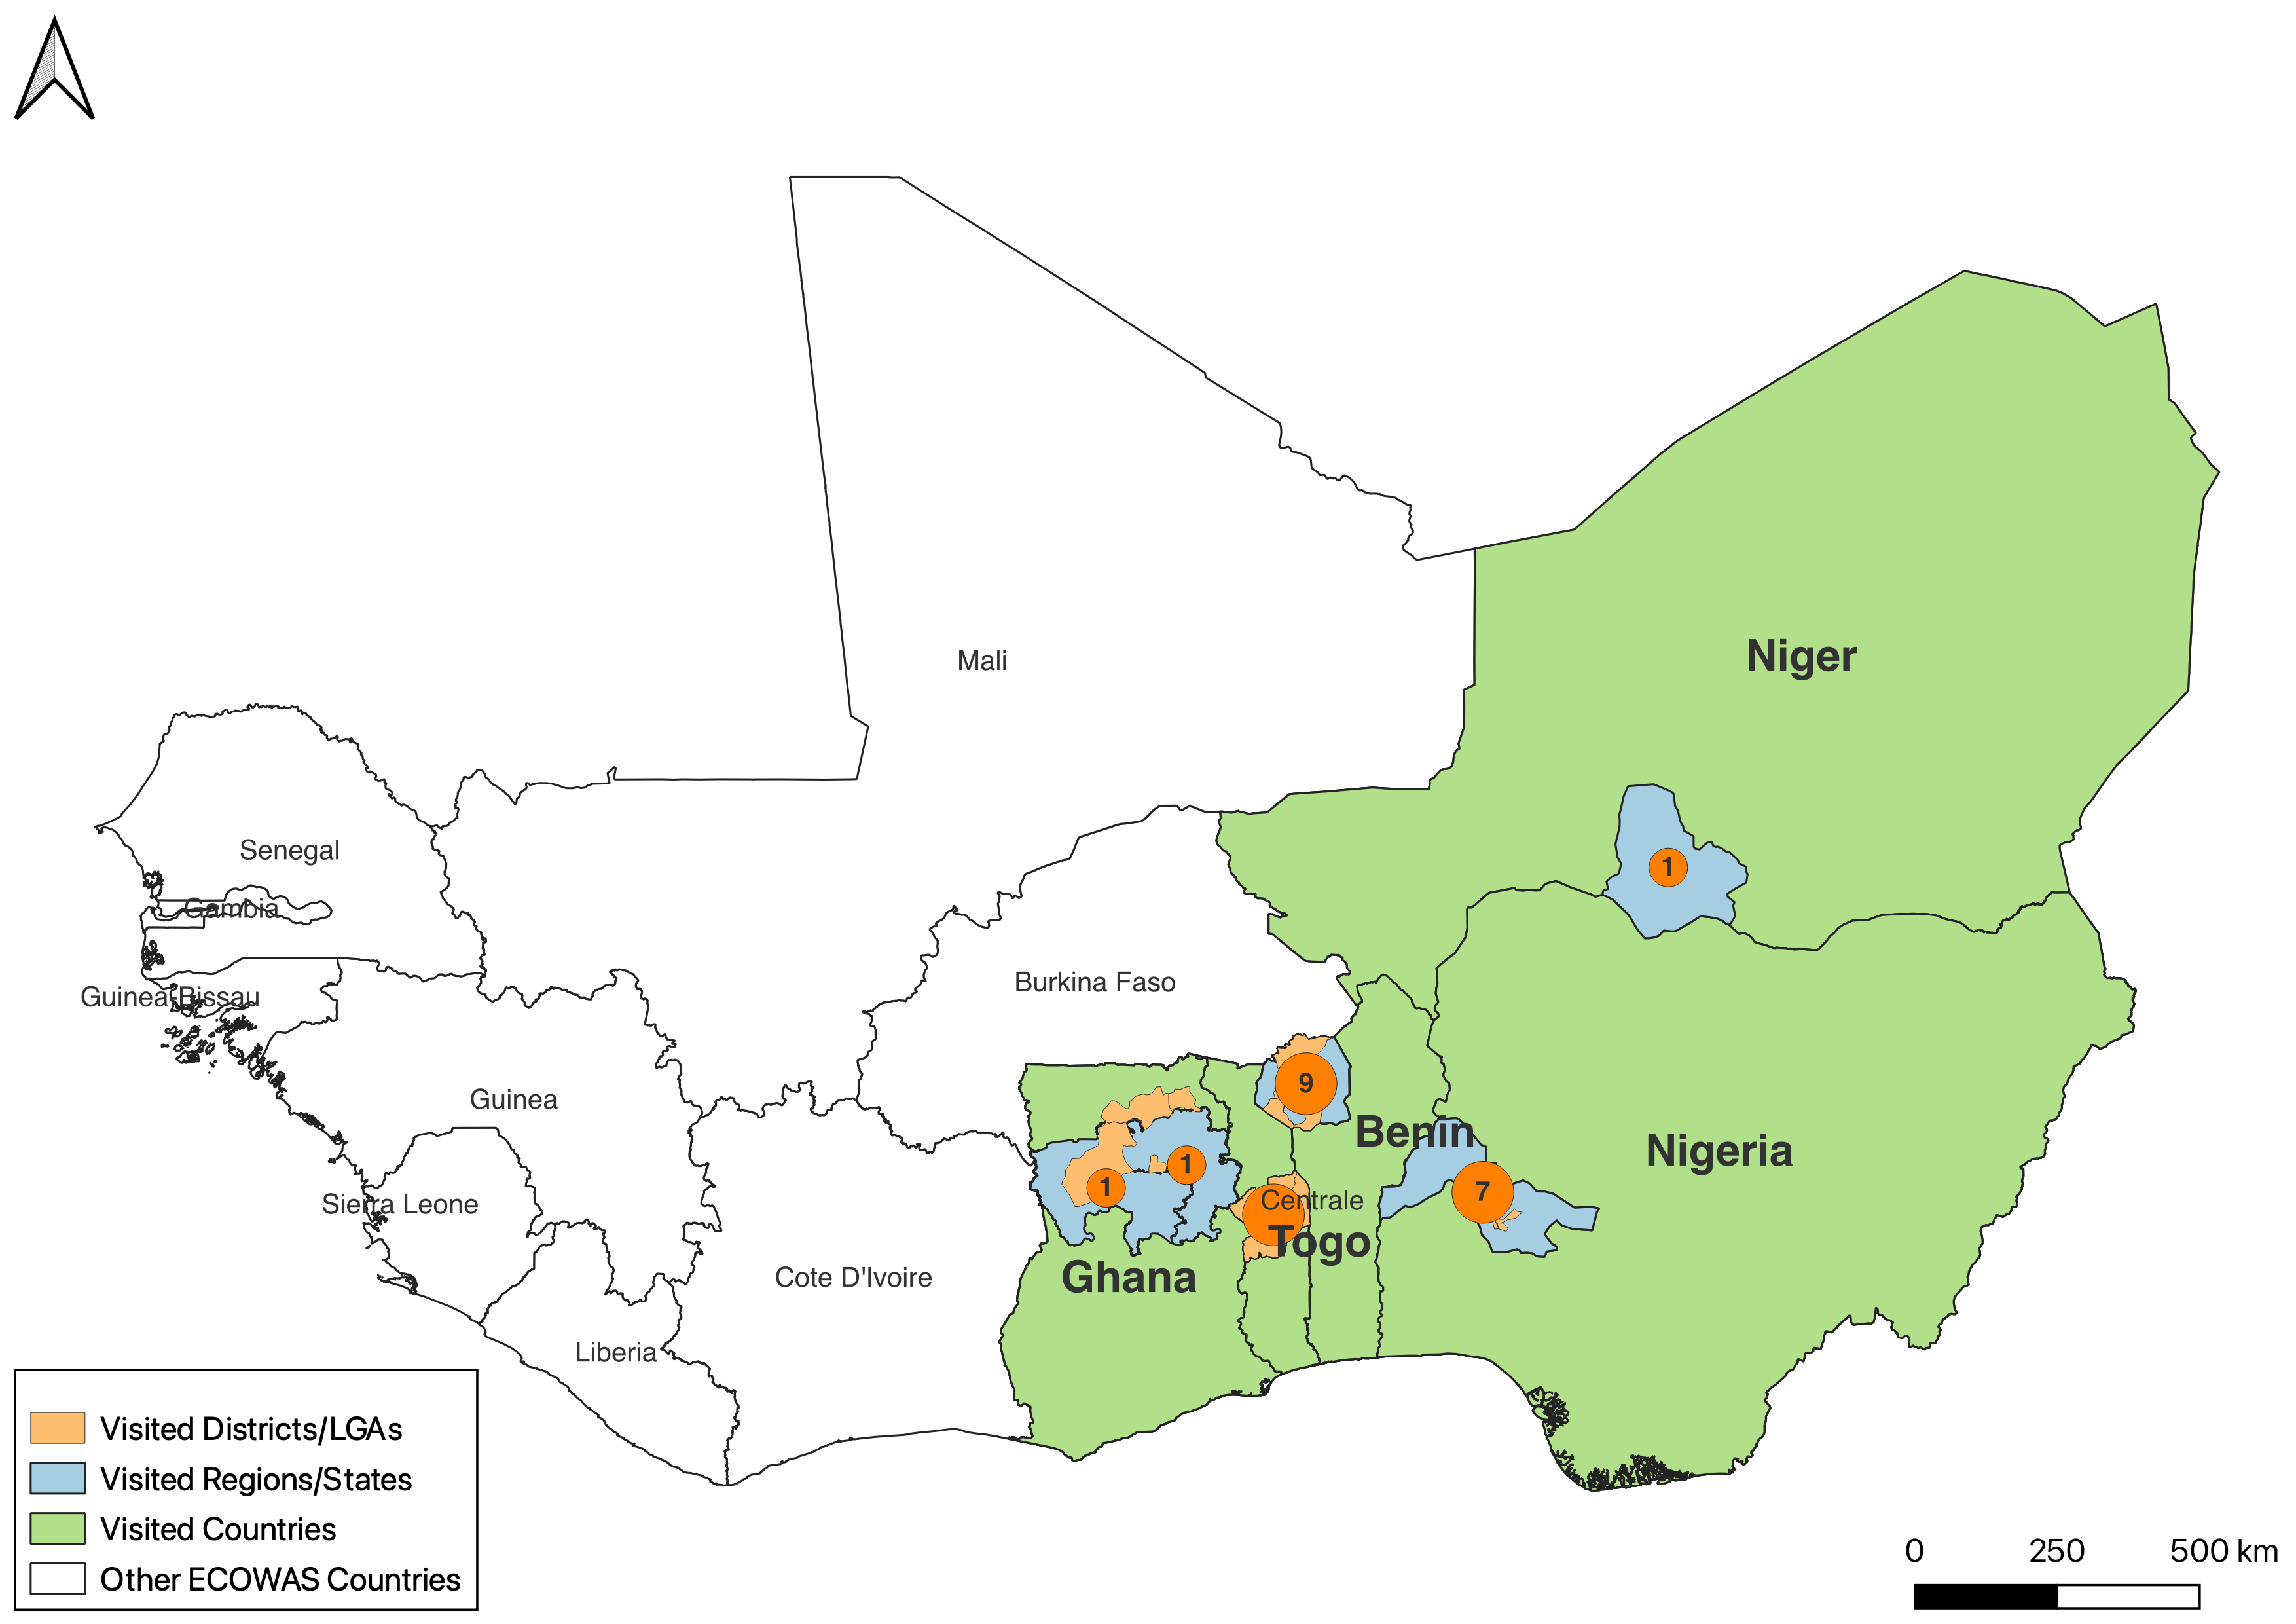 Mali
Niger
Senegal
1
Gambia
Burkina Faso
Guinea Bissau
9
Guinea
Benin
Nigeria
1
1
7
Sierra Leone
Centrale
Togo
Cote D'Ivoire
Ghana
Liberia
Visited Districts/LGAs
Visited Regions/States
Visited Countries
Other ECOWAS Countries
0 250 500 km